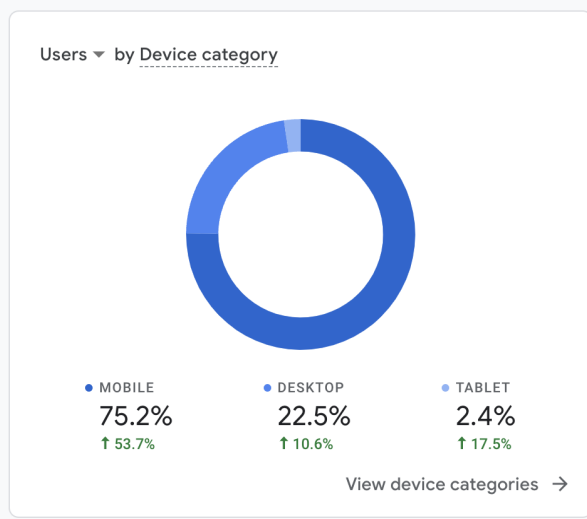 Users by Device category
MOBILE
75.2%
↑ 53.7%
DESKTOP
22.5%
↑ 10.6%
TABLET
2.4%
↑ 17.5%
View device categories →